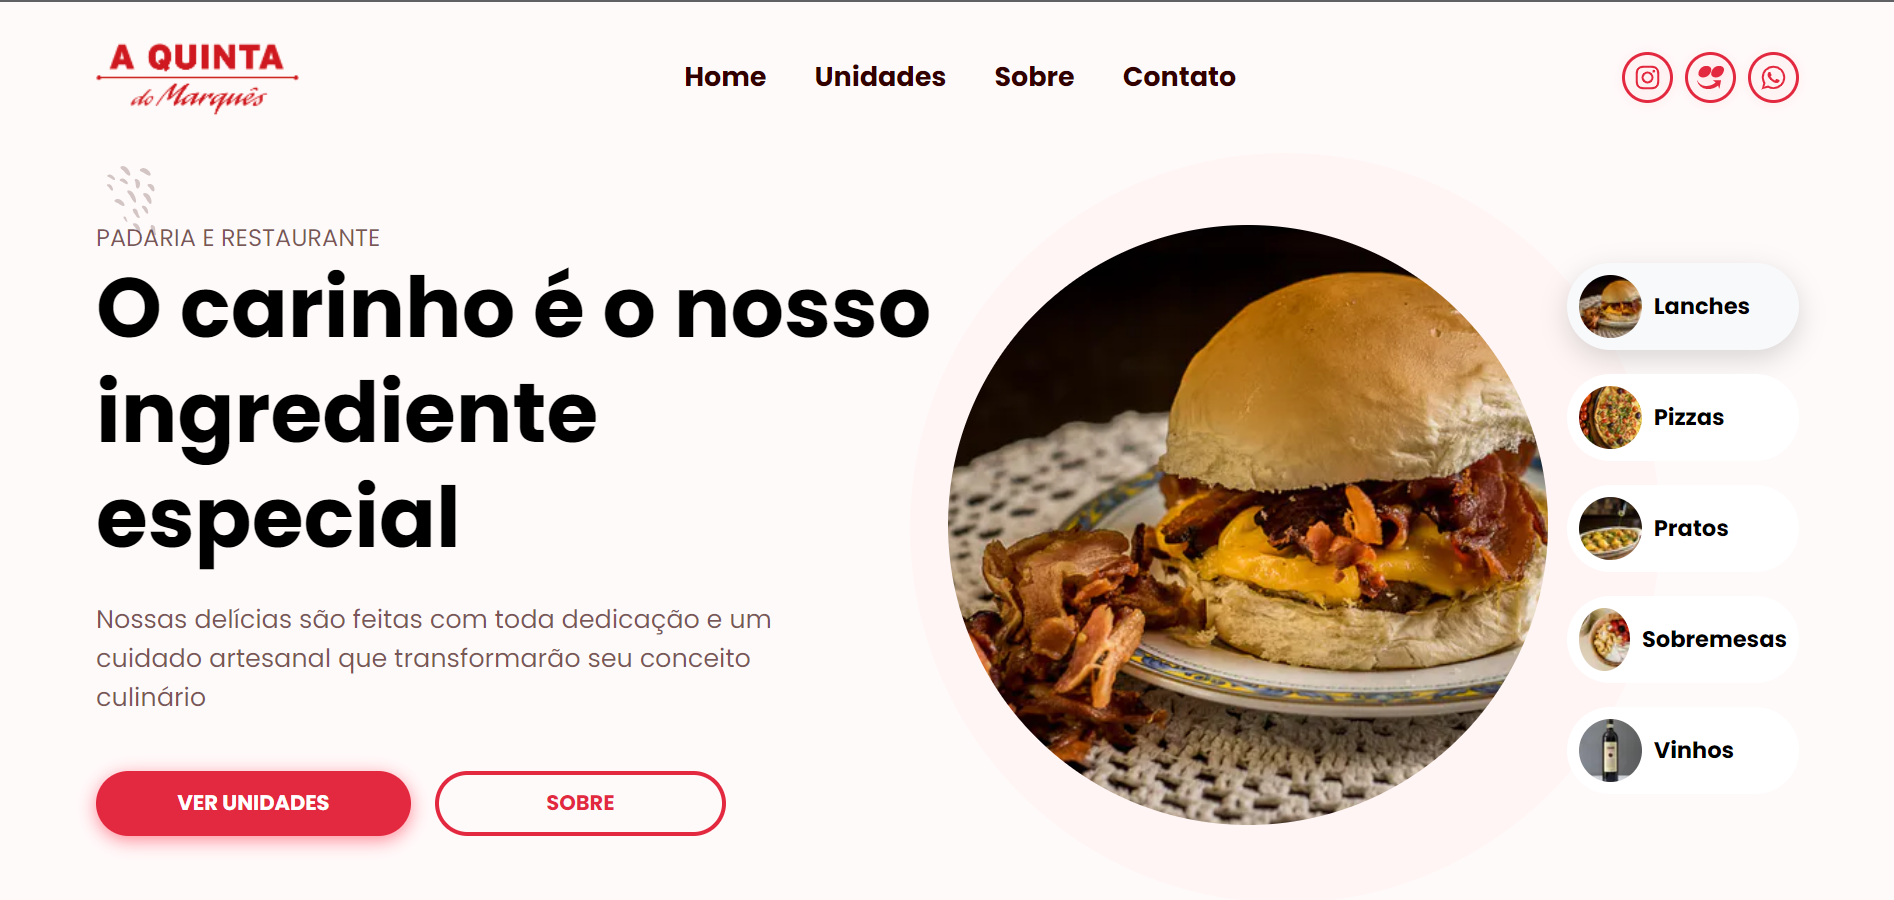 A QUINTA
do Marquês
Home Unidades Sobre Contato
PADARIA E RESTAURANTE
O carinho é o nosso
ingrediente
especial
Nossas delícias são feitas com toda dedicação e um
cuidado artesanal que transformarão seu conceito
culinário
VER UNIDADES
SOBRE
Lanches
Pizzas
Pratos
Sobremesas
Vinhos